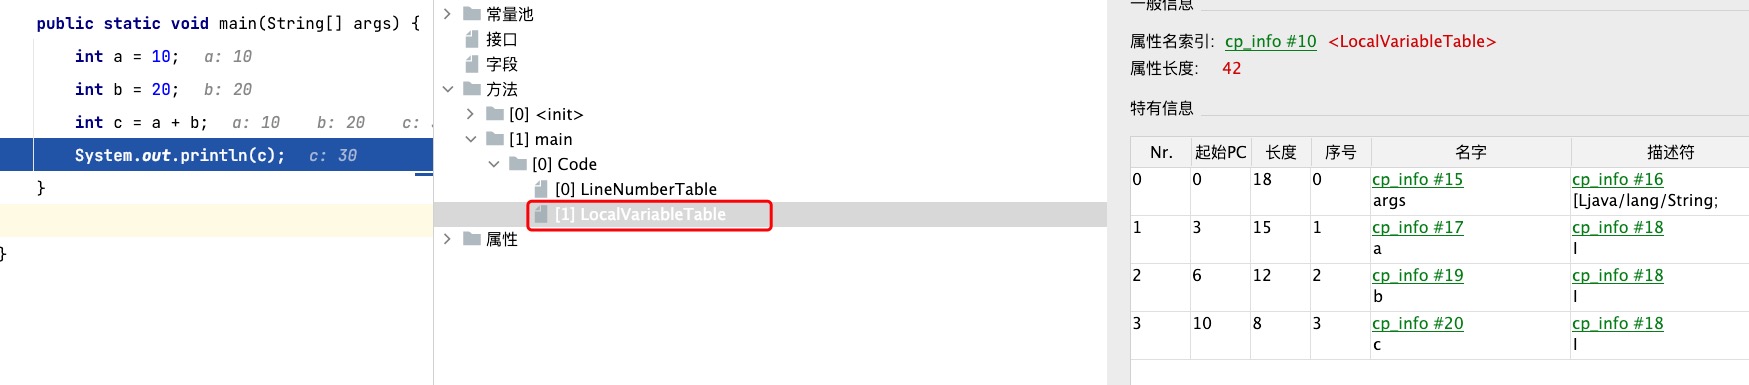 public static void main(String[] args) {
int a = 10; a: 10
int b = 20; b: 20
int c = a + b; a: 10 b: 20 c:
System.out.println(c); c: 30
}
}
常量池
接口
字段
方法
[0] <init>
[1] main
[0] Code
[0] LineNumberTable
[1] LocalVariableTable
属性
一般信息
属性名索引: cp_info #10 <LocalVariableTable>
属性长度: 42
特有信息
Nr. 起始PC 长度 序号 名字 描述符
0 0 18 0 cp_info #15 cp_info #16
args [Ljava/lang/String;
1 3 15 1 cp_info #17 cp_info #18
a I
2 6 12 2 cp_info #19 cp_info #18
b I
3 10 8 3 cp_info #20 cp_info #18
c I